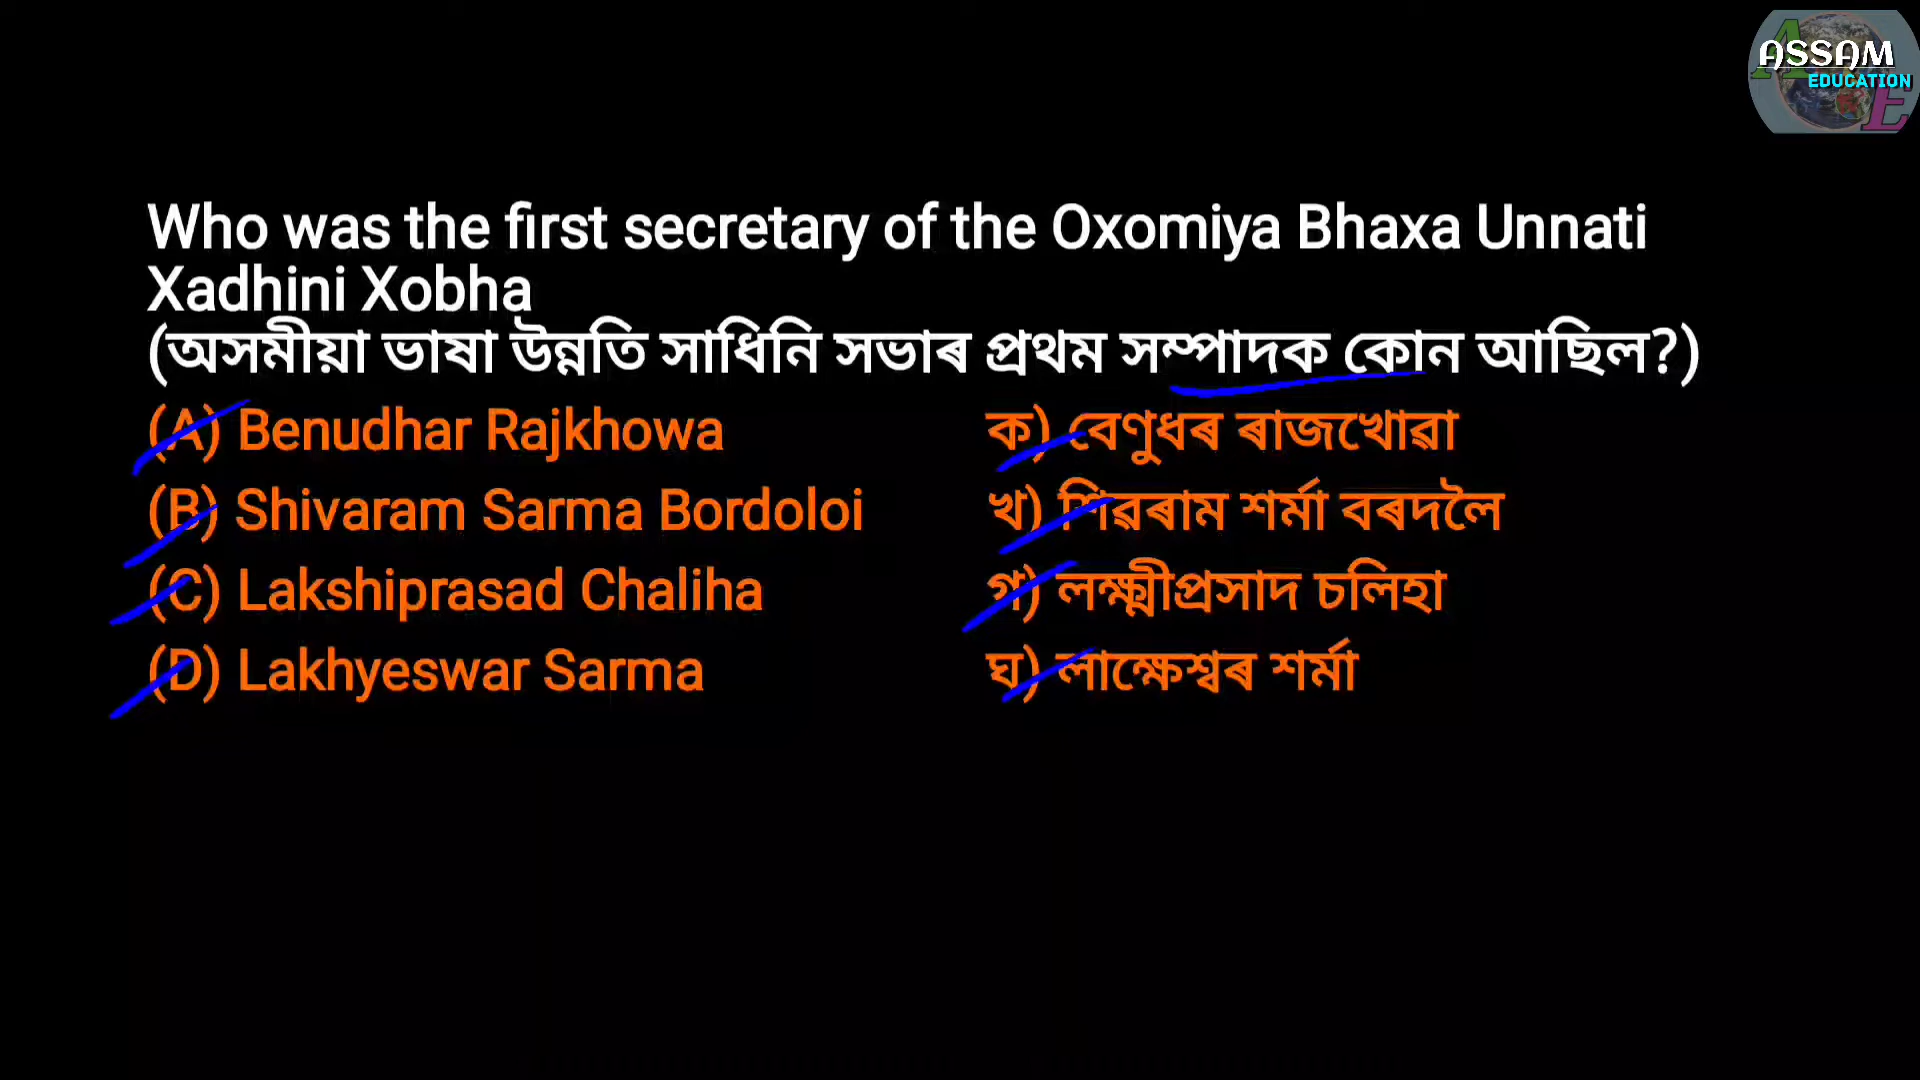 ASSAM
EDUCATION
Who was the first secretary of the Oxomiya Bhaxa Unnati
Xadhini Xobha
(অসমীয়া ভাষা উন্নতি সাধিনি সভাৰ প্ৰথম সম্পাদক কোন আছিল?)
(A) Benudhar Rajkhowa ক) বেণুধৰ ৰাজখোৱা
(B) Shivaram Sarma Bordoloi খ) শিৱৰাম শৰ্মা বৰদলৈ
(C) Lakshiprasad Chaliha গ) লক্ষ্মীপ্ৰসাদ চলিহা
(D) Lakhyeswar Sarma ঘ) লাক্ষেশ্বৰ শৰ্মা